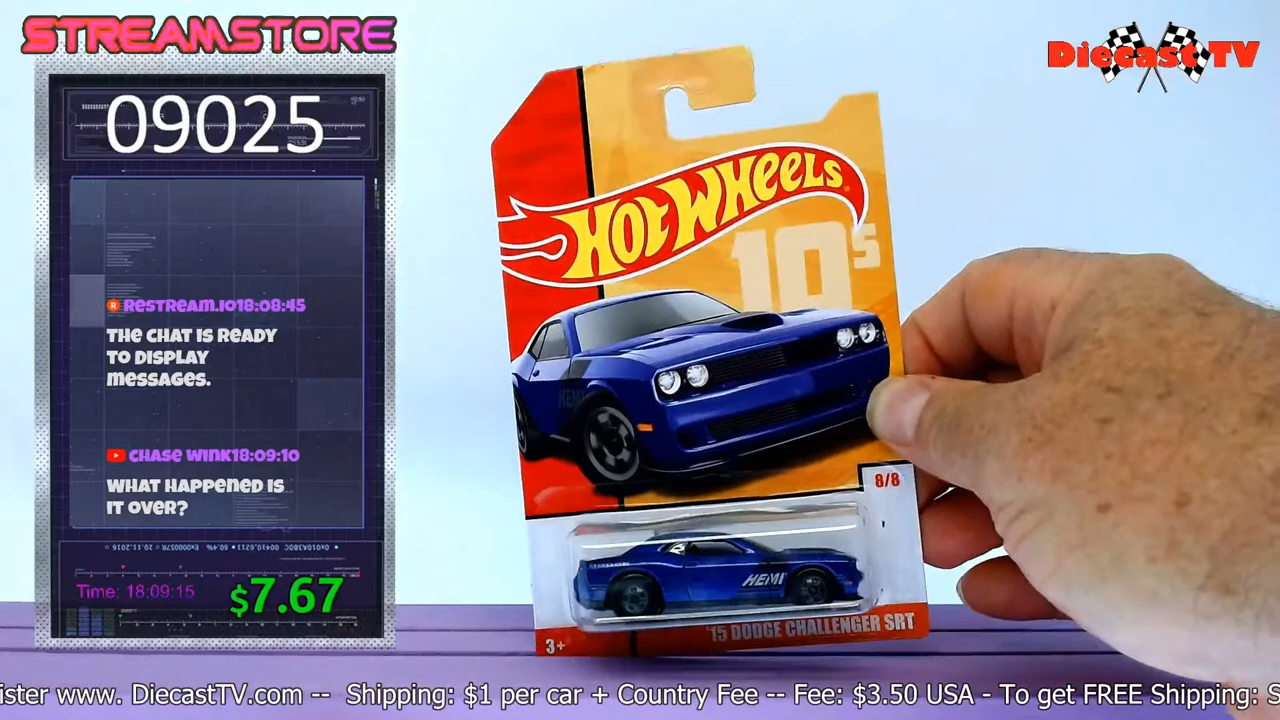 STREAMSTORE
09025
RESTREAM.IO18:08:45
THE CHAT IS READY
TO DISPLAY
MESSAGES.
CHASE WINK18:09:10
WHAT HAPPENED IS
IT OVER?
Time: 18:09:15
$7.67
Diecast TV
HOT WHEELS
10s
HEMI
8/8
HEMI
'15 DODGE CHALLENGER SRT
3+
ister www. DiecastTV.com -- Shipping: $1 per car + Country Fee -- Fee: $3.50 USA - To get FREE Shipping: S